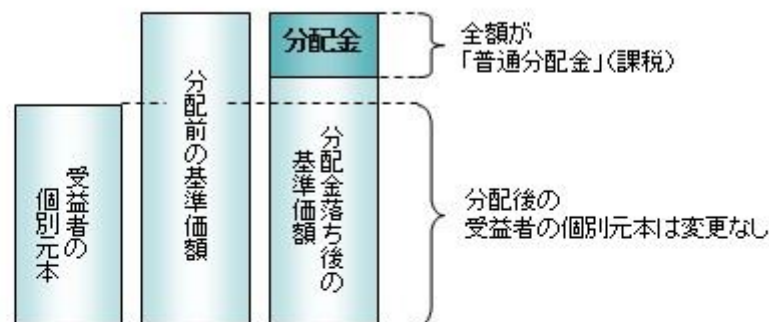 受益者の
個別元本
分配前の基準価額
分配金
分配金落ち後の
基準価額
全額が
「普通分配金」(課税)
分配後の
受益者の個別元本は変更なし